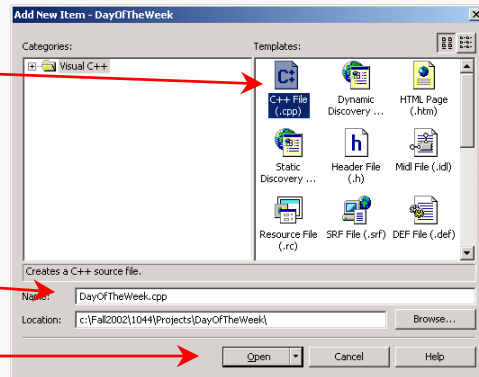 Add New Item - DayOfTheWeek
Categories:
Templates:
Visual C++
C++ File
(.cpp)
Dynamic
Discovery ...
HTML Page
(.htm)
Static
Discovery ...
Header File
(.h)
Midl File (.idl)
Resource File
(.rc)
SRF File (.srf)
DEF File (.def)
Creates a C++ source file.
Name:
DayOfTheWeek.cpp
Location:
c:\Fall2002\1044\Projects\DayOfTheWeek\
Browse...
Open
Cancel
Help